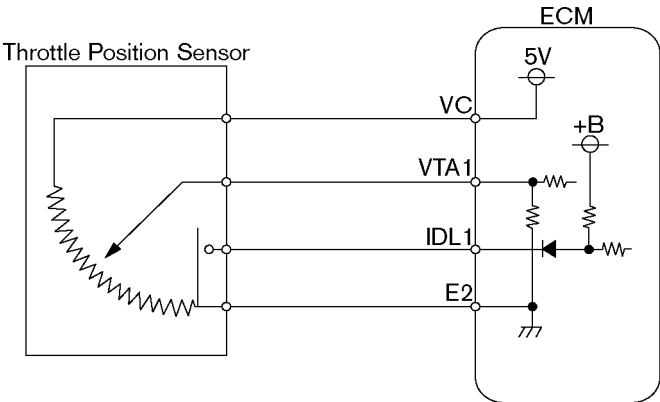 ECM
Throttle Position Sensor
5V
VC
+B
VTA1
IDL1
E2